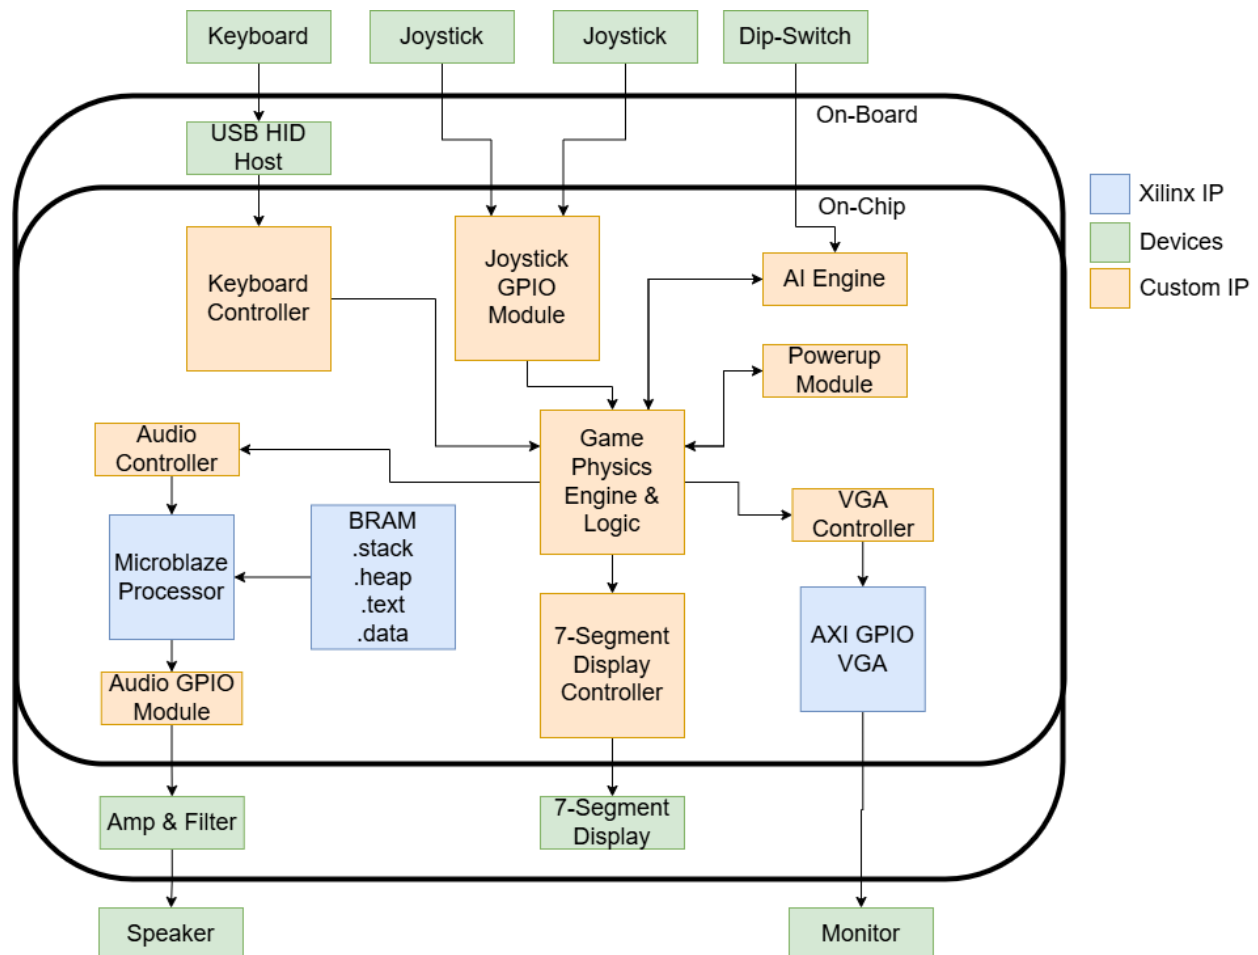 Keyboard
Joystick
Joystick
Dip-Switch
On-Board
USB HID
Host
On-Chip
Xilinx IP
Devices
Custom IP
Keyboard
Controller
Joystick
GPIO
Module
AI Engine
Powerup
Module
Audio
Controller
Game
Physics
Engine &
Logic
VGA
Controller
Microblaze
Processor
BRAM
.stack
.heap
.text
.data
7-Segment
Display
Controller
AXI GPIO
VGA
Audio GPIO
Module
Amp & Filter
7-Segment
Display
Speaker
Monitor